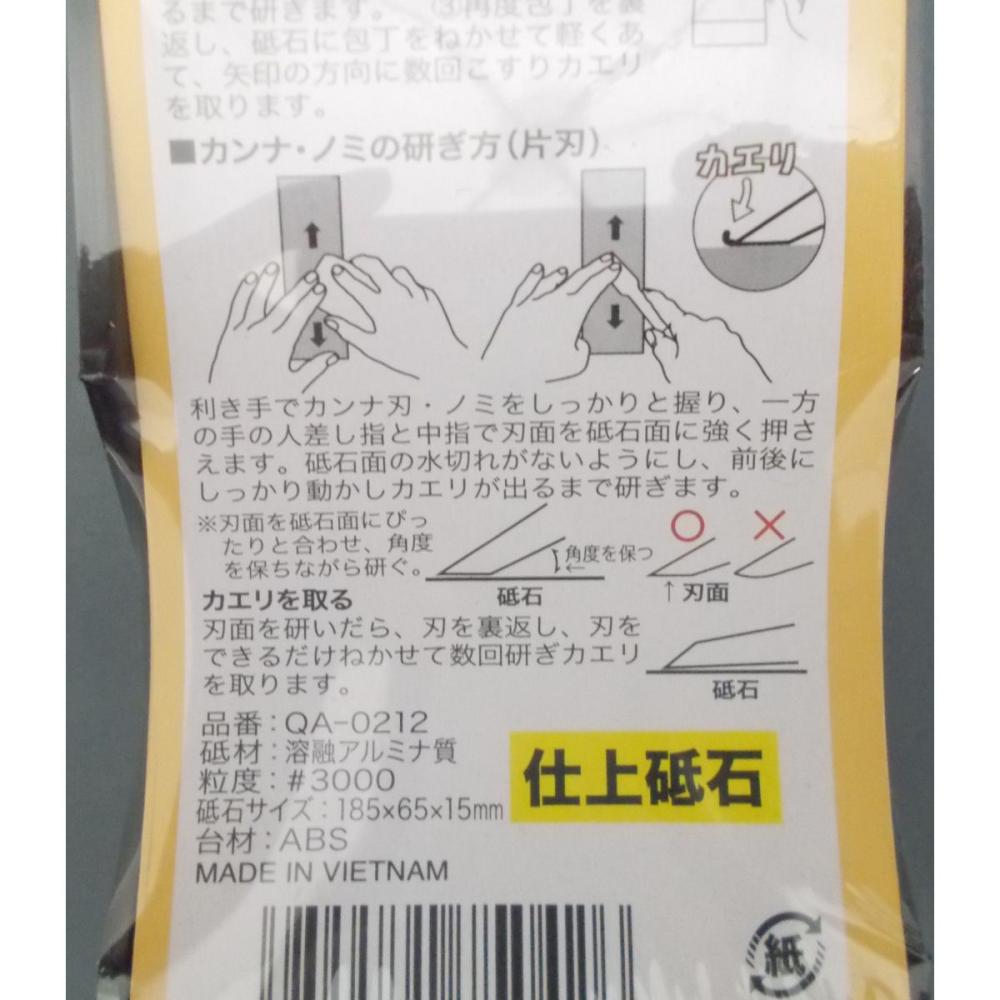 るまで研ぎます。 ③再度包丁を裏
返し、砥石に包丁をねかせて軽くあ
て、矢印の方向に数回こすりカエリ
を取ります。
■カンナ・ノミの研ぎ方(片刃)
カエリ
利き手でカンナ刃・ノミをしっかりと握り、一方
の手の人差し指と中指で刃面を砥石面に強く押さ
えます。砥石面の水切れがないようにし、前後に
しっかり動かしカエリが出るまで研ぎます。
※刃面を砥石面にぴっ
たりと合わせ、角度
を保ちながら研ぐ。
角度を保つ
砥石
○ ×
↑刃面
カエリを取る
刃面を研いだら、刃を裏返し、刃を
できるだけねかせて数回研ぎカエリ
を取ります。
砥石
品番：QA-0212
砥材：溶融アルミナ質
粒度：#3000
砥石サイズ：185×65×15mm
台材：ABS
MADE IN VIETNAM
仕上砥石
紙